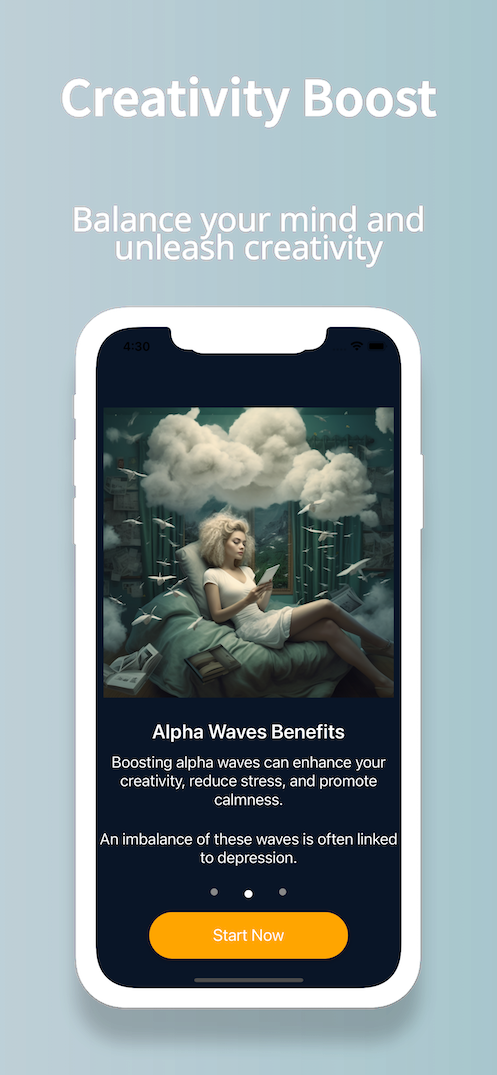 Creativity Boost
Balance your mind and
unleash creativity
4:30
Alpha Waves Benefits
Boosting alpha waves can enhance your
creativity, reduce stress, and promote
calmness.
An imbalance of these waves is often linked
to depression.
Start Now